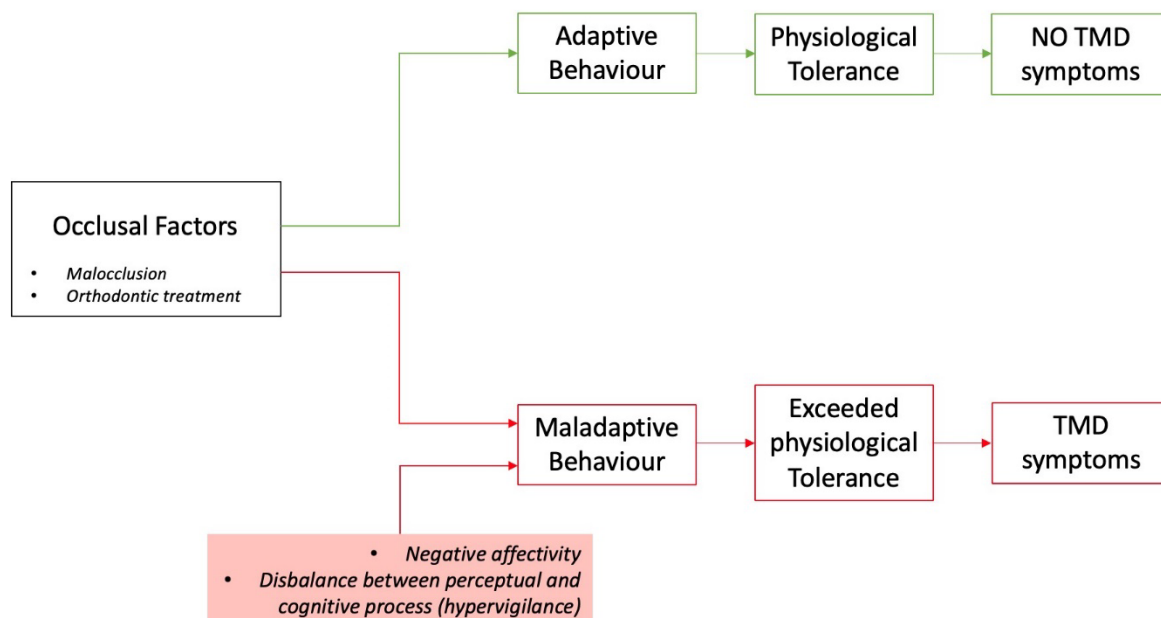 Adaptive
Behaviour
Physiological
Tolerance
NO TMD
symptoms
Occlusal Factors
• Malocclusion
• Orthodontic treatment
Maladaptive
Behaviour
Exceeded
physiological
Tolerance
TMD
symptoms
• Negative affectivity
• Disbalance between perceptual and
cognitive process (hypervigilance)